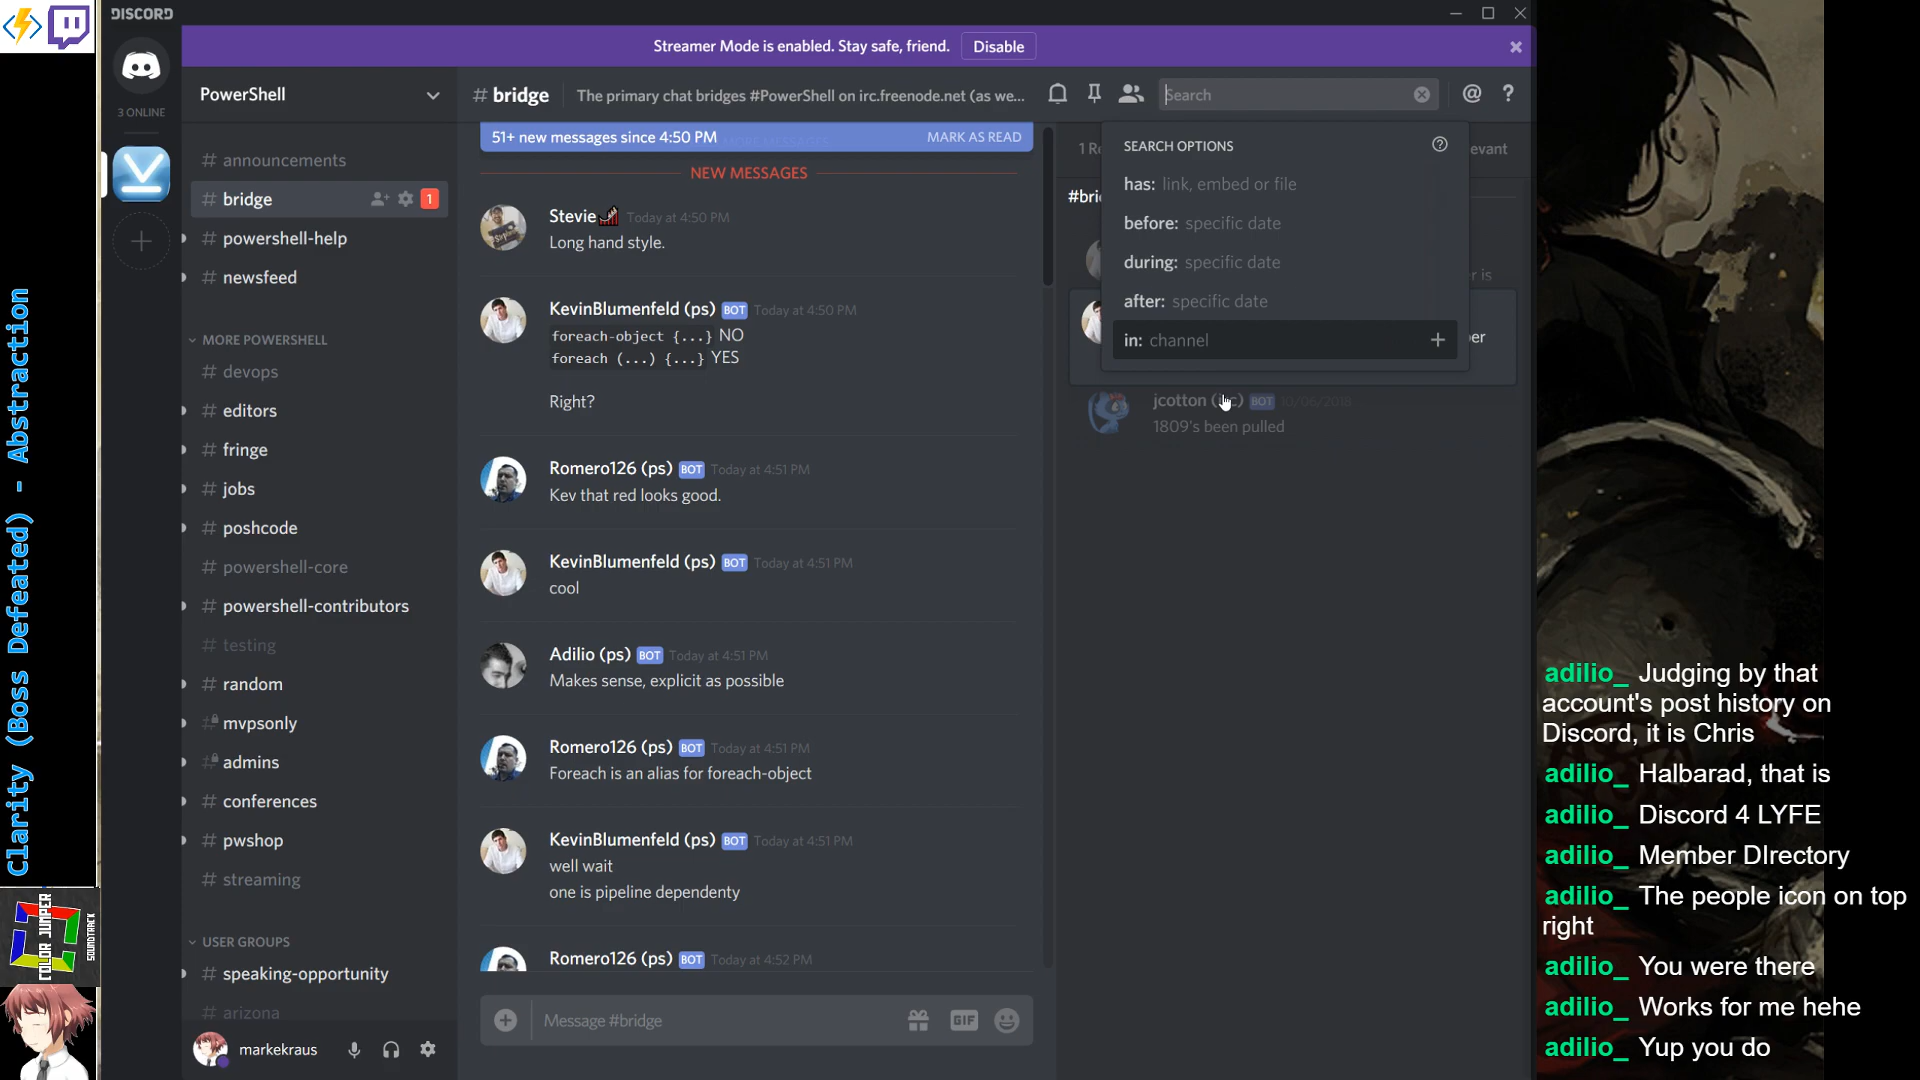 DISCORD
Streamer Mode is enabled. Stay safe, friend.
Disable
3 ONLINE
PowerShell
# bridge
The primary chat bridges #PowerShell on irc.freenode.net (as we...
Search
51+ new messages since 4:50 PM
MARK AS READ
# announcements
# bridge
1
# powershell-help
# newsfeed
MORE POWERSHELL
# devops
# editors
# fringe
# jobs
# poshcode
# powershell-core
# powershell-contributors
# testing
# random
# mvpsonly
# admins
# conferences
# pwshop
# streaming
USER GROUPS
# speaking-opportunity
# arizona
markekraus
NEW MESSAGES
Stevie Today at 4:50 PM
Long hand style.
KevinBlumenfeld (ps) BOT Today at 4:50 PM
foreach-object {...} NO
foreach (...) {...} YES
Right?
Romero126 (ps) BOT Today at 4:51 PM
Kev that red looks good.
KevinBlumenfeld (ps) BOT Today at 4:51 PM
cool
Adilio (ps) BOT Today at 4:51 PM
Makes sense, explicit as possible
Romero126 (ps) BOT Today at 4:51 PM
Foreach is an alias for foreach-object
KevinBlumenfeld (ps) BOT Today at 4:51 PM
well wait
one is pipeline dependenty
Romero126 (ps) BOT Today at 4:52 PM
Message #bridge
GIF
SEARCH OPTIONS
has: link, embed or file
before: specific date
during: specific date
after: specific date
in: channel
#bri
jcotton BOT 10/06/2018
1809's been pulled
adilio_ Judging by that
account's post history on
Discord, it is Chris
adilio_ Halbarad, that is
adilio_ Discord 4 LYFE
adilio_ Member DIrectory
adilio_ The people icon on top
right
adilio_ You were there
adilio_ Works for me hehe
adilio_ Yup you do
Clarity (Boss Defeated) - Abstraction
COLOR JUMPER
SOUNDTRACK